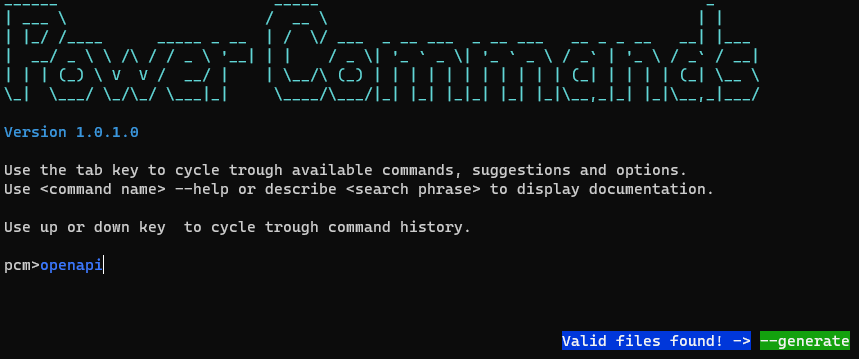 Power Commands
Version 1.0.1.0
Use the tab key to cycle trough available commands, suggestions and options.
Use <command name> --help or describe <search phrase> to display documentation.
Use up or down key  to cycle trough command history.
pcm>openapi
Valid files found! -> --generate